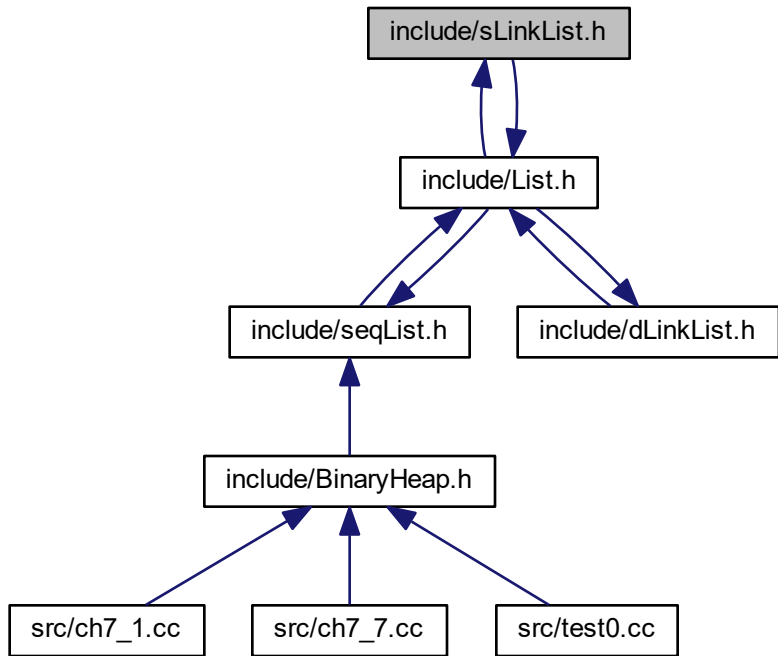 include/sLinkList.h
include/List.h
include/seqList.h
include/dLinkList.h
include/BinaryHeap.h
src/ch7_1.cc
src/ch7_7.cc
src/test0.cc